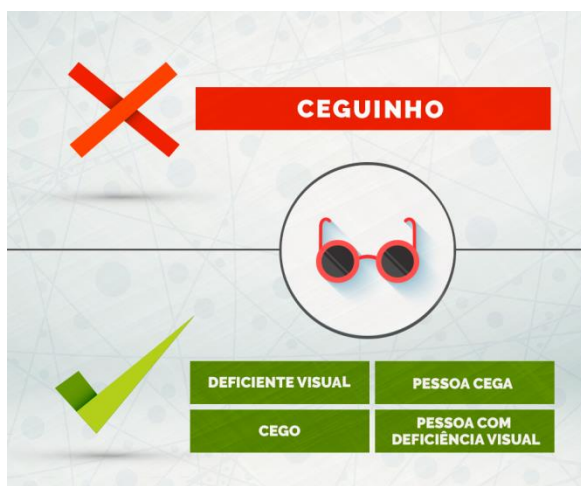 CEGUINHO
DEFICIENTE VISUAL
PESSOA CEGA
CEGO
PESSOA COM
DEFICIÊNCIA VISUAL